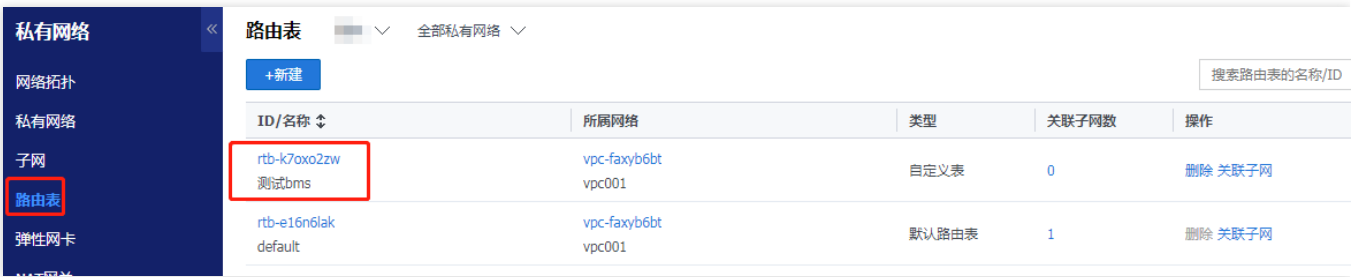 私有网络
网络拓扑
私有网络
子网
路由表
弹性网卡
路由表 全部私有网络
+新建 搜索路由表的名称/ID
ID/名称 所属网络 类型 关联子网数 操作
rtb-k7oxo2zw vpc-faxyb6bt 自定义表 0 删除 关联子网
测试bms vpc001
rtb-e16n6lak vpc-faxyb6bt 默认路由表 1 删除 关联子网
default vpc001